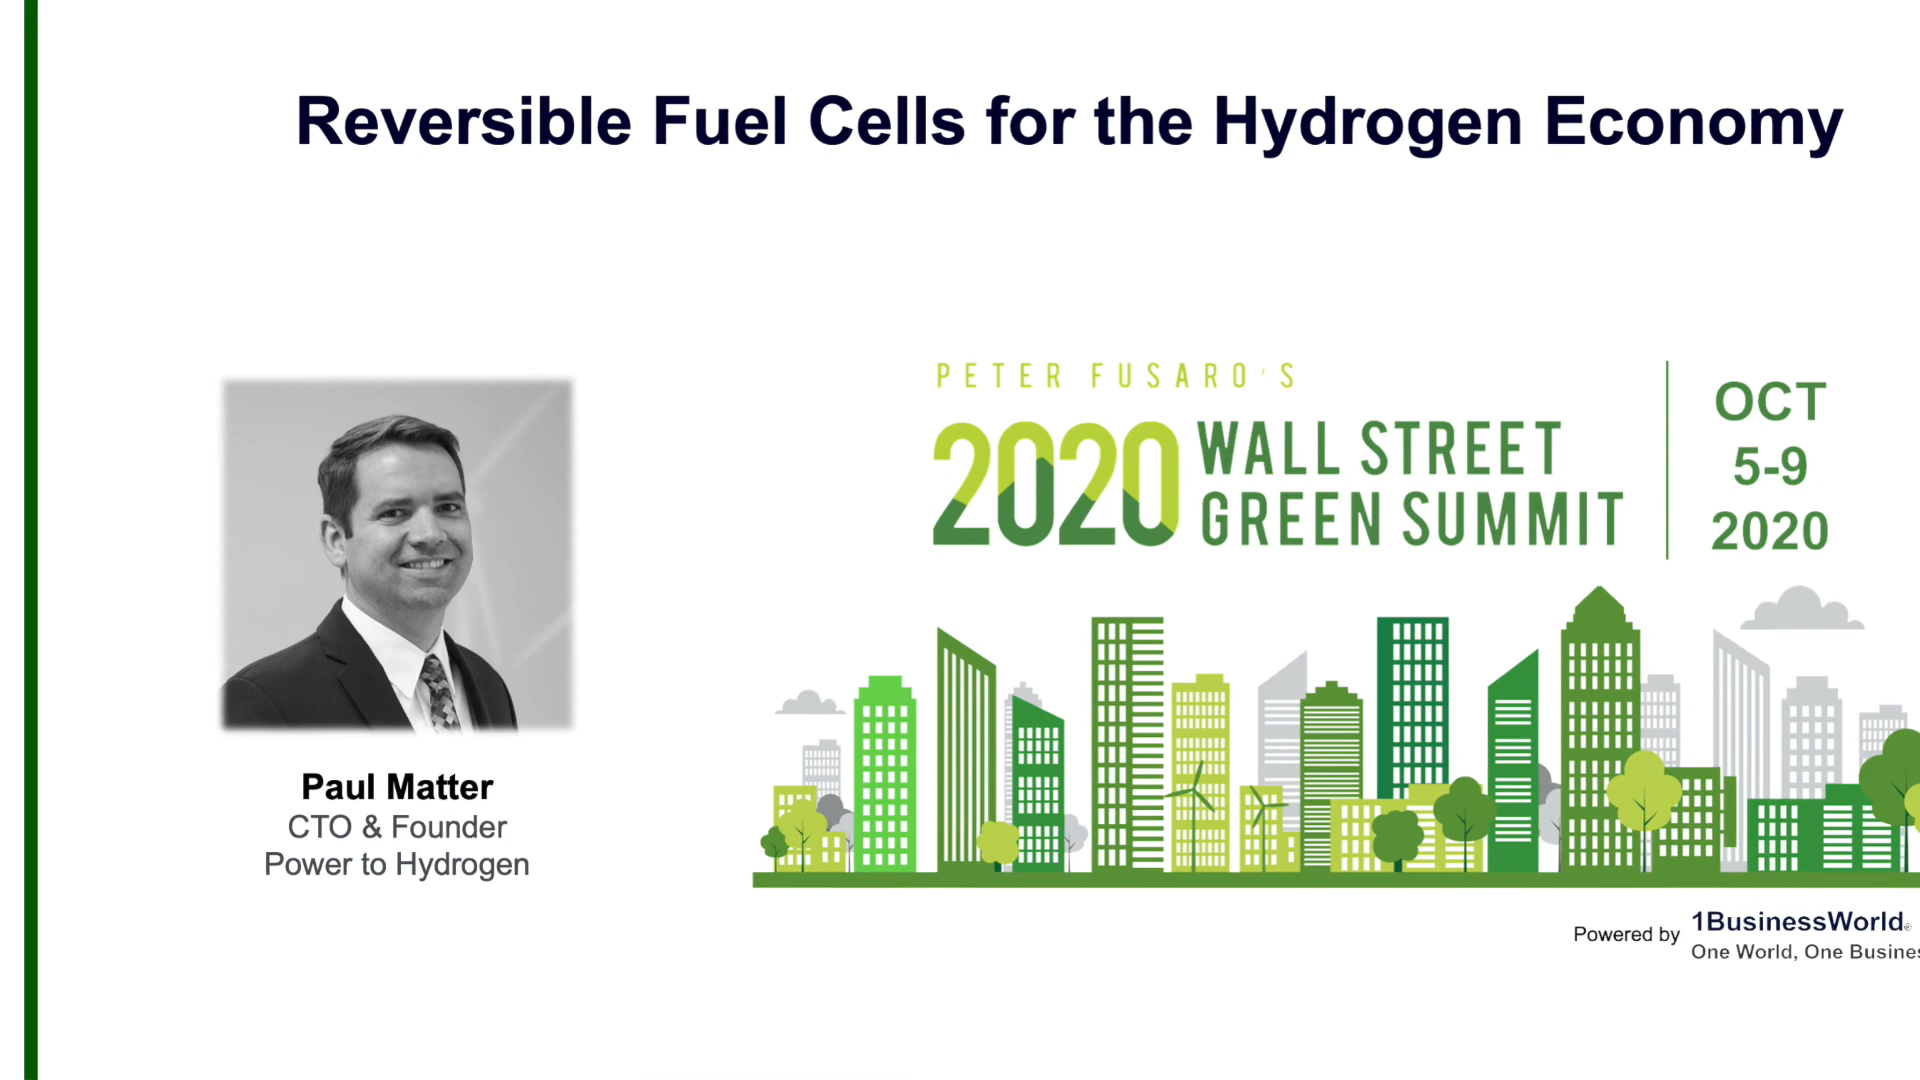 Reversible Fuel Cells for the Hydrogen Economy
PETER FUSARO'S
2020 WALL STREET
GREEN SUMMIT
OCT
5-9
2020
Paul Matter
CTO & Founder
Power to Hydrogen
Powered by
1BusinessWorld®
One World, One Busines